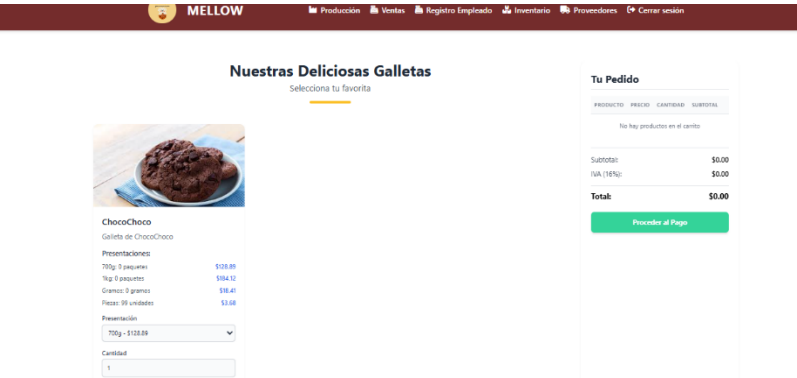 MELLOW
Producción Ventas Registro Empleado Inventario Proveedores Cerrar sesión
Nuestras Deliciosas Galletas
Selecciona tu favorita
ChocoChoco
Galleta de ChocoChoco
Presentaciones:
700g: 0 paquetes $128.89
1kg: 0 paquetes $184.12
Gramos: 0 gramos $18.41
Piezas: 99 unidades $3.68
Presentación
700g - $128.89
Cantidad
1
Tu Pedido
PRODUCTO PRECIO CANTIDAD SUBTOTAL
No hay productos en el carrito
Subtotal: $0.00
IVA (16%): $0.00
Total: $0.00
Proceder al Pago